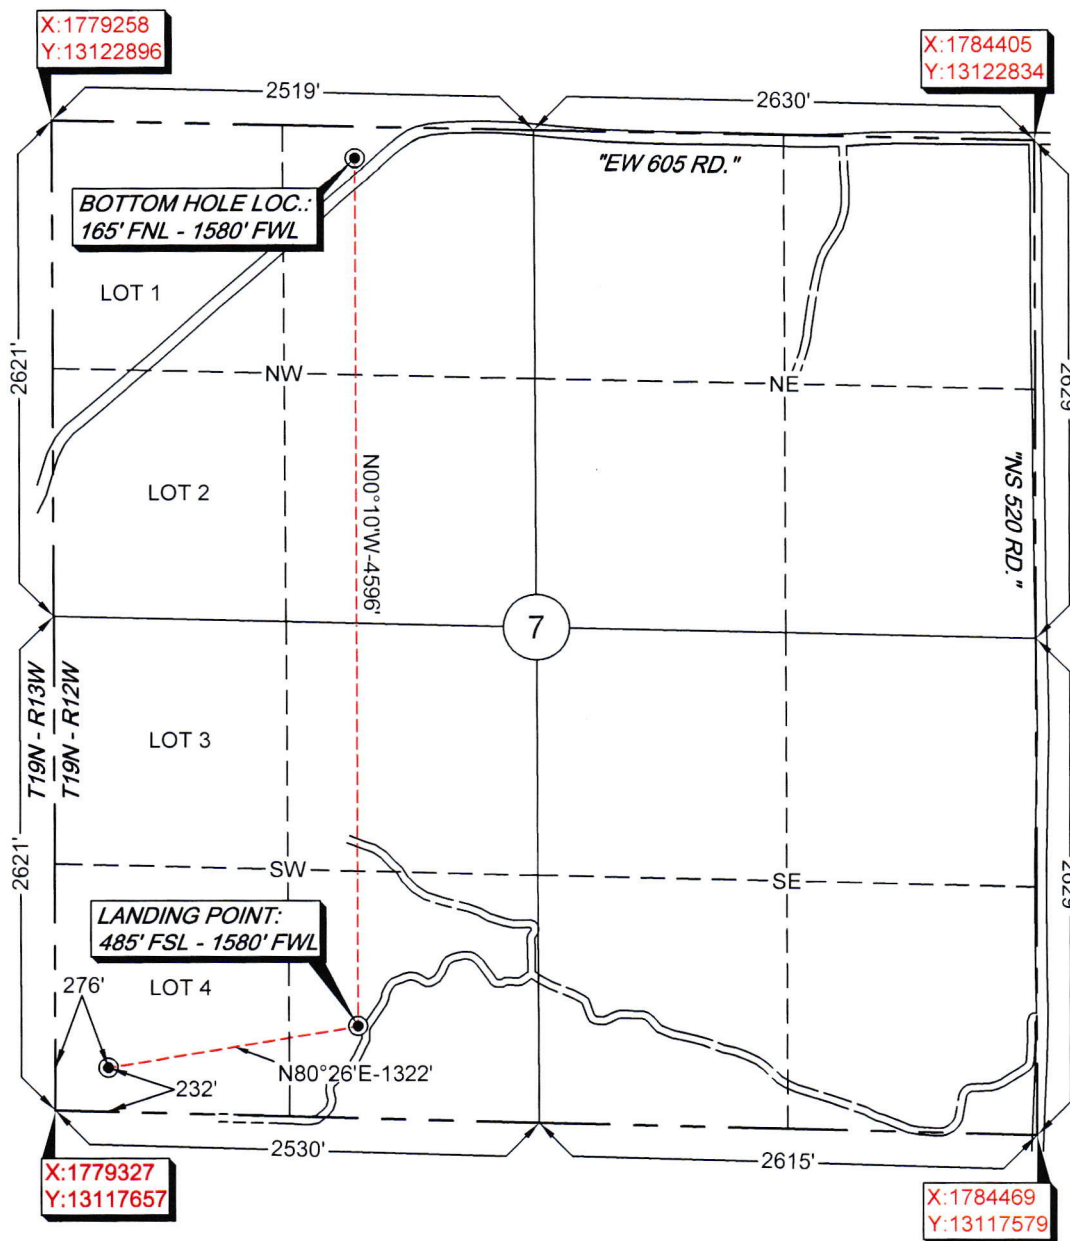 X:1779258
Y:13122896
X:1784405
Y:13122834
2519'
2630'
"EW 605 RD."
BOTTOM HOLE LOC.:
165' FNL - 1580' FWL
LOT 1
2621'
2629'
NW
NE
LOT 2
N00°10'W-4596'
"NS 520 RD."
7
T19N - R13W
T19N - R12W
LOT 3
2621'
2629'
SW
SE
LANDING POINT:
485' FSL - 1580' FWL
276'
LOT 4
232'
N80°26'E-1322'
2530'
2615'
X:1779327
Y:13117657
X:1784469
Y:13117579